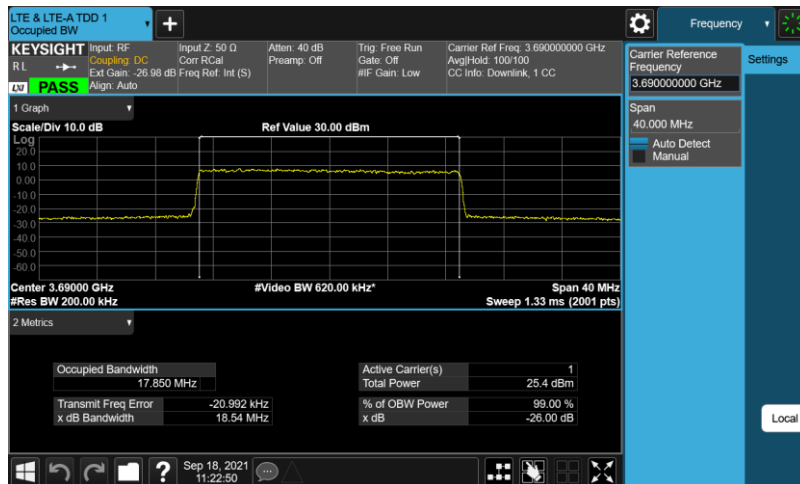 LTE & LTE-A TDD 1
Occupied BW
Frequency
KEYSIGHT
R L
LXI
PASS
Input: RF
Coupling: DC
Ext Gain: -26.98 dB
Align: Auto
Input Z: 50 Ω
Corr RCal
Freq Ref: Int (S)
Atten: 40 dB
Preamp: Off
Trig: Free Run
Gate: Off
#IF Gain: Low
Carrier Ref Freq: 3.690000000 GHz
Avg|Hold: 100/100
CC Info: Downlink, 1 CC
Carrier Reference
Frequency
3.690000000 GHz
Settings
Span
40.000 MHz
Auto Detect
Manual
1 Graph
Scale/Div 10.0 dB
Ref Value 30.00 dBm
Log
20.0
10.0
0.00
-10.0
-20.0
-30.0
-40.0
-50.0
-60.0
Center 3.69000 GHz
#Video BW 620.00 kHz*
Span 40 MHz
#Res BW 200.00 kHz
Sweep 1.33 ms (2001 pts)
2 Metrics
Occupied Bandwidth
17.850 MHz
Active Carrier(s) 1
Total Power 25.4 dBm
Transmit Freq Error -20.992 kHz
x dB Bandwidth 18.54 MHz
% of OBW Power 99.00 %
x dB -26.00 dB
Local
?
Sep 18, 2021
11:22:50